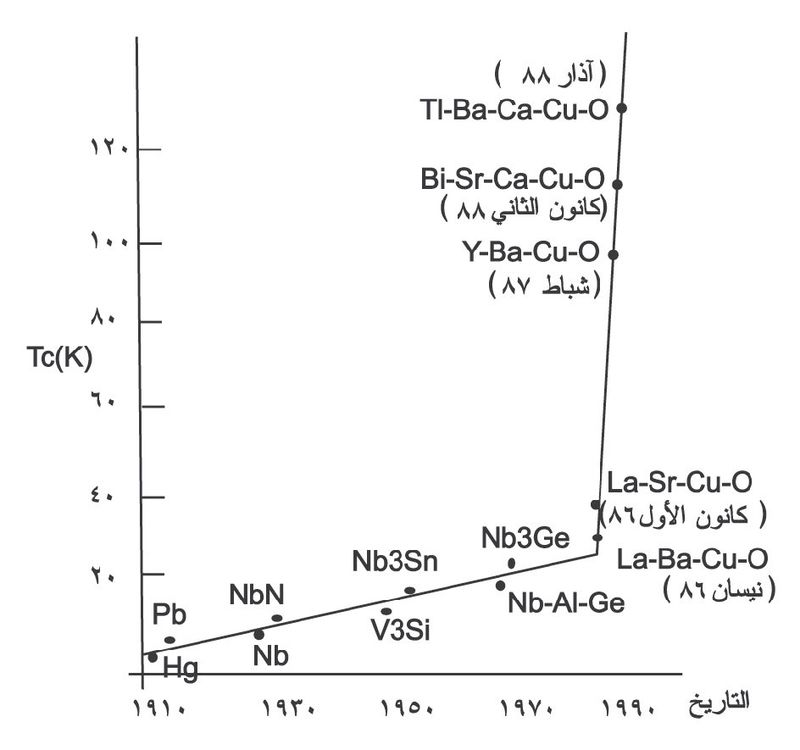 ( آذار ٨٨ )
Tl-Ba-Ca-Cu-O
١٢٠
Bi-Sr-Ca-Cu-O
( كانون الثاني ٨٨ )
١٠٠
Y-Ba-Cu-O
( شباط ٨٧ )
٨٠
Tc(K)
٦٠
٤٠
La-Sr-Cu-O
( كانون الأول ٨٦ )
Nb3Ge
La-Ba-Cu-O
( نيسان ٨٦ )
Nb3Sn
٢٠
NbN
Nb-Al-Ge
Pb
V3Si
Nb
Hg
١٩١٠ ١٩٣٠ ١٩٥٠ ١٩٧٠ ١٩٩٠ التاريخ